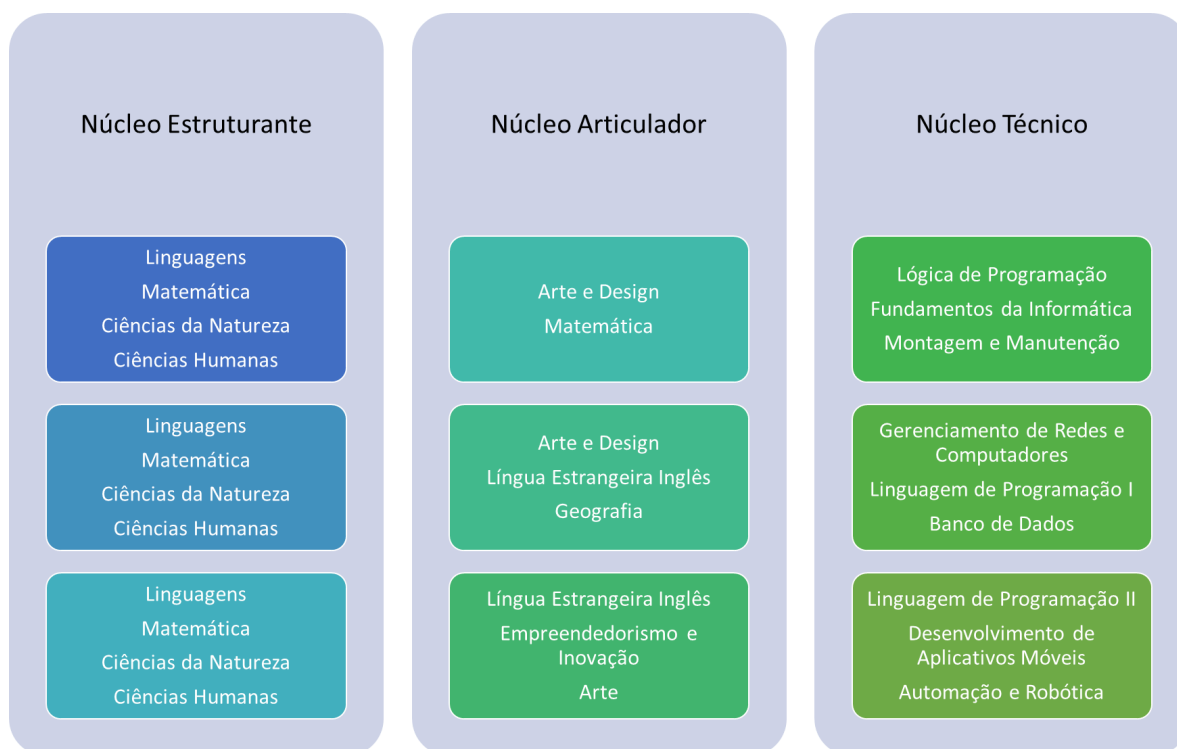 Núcleo Estruturante
Linguagens
Matemática
Ciências da Natureza
Ciências Humanas
Linguagens
Matemática
Ciências da Natureza
Ciências Humanas
Linguagens
Matemática
Ciências da Natureza
Ciências Humanas
Núcleo Articulador
Arte e Design
Matemática
Arte e Design
Língua Estrangeira Inglês
Geografia
Língua Estrangeira Inglês
Empreendedorismo e
Inovação
Arte
Núcleo Técnico
Lógica de Programação
Fundamentos da Informática
Montagem e Manutenção
Gerenciamento de Redes e
Computadores
Linguagem de Programação I
Banco de Dados
Linguagem de Programação II
Desenvolvimento de
Aplicativos Móveis
Automação e Robótica